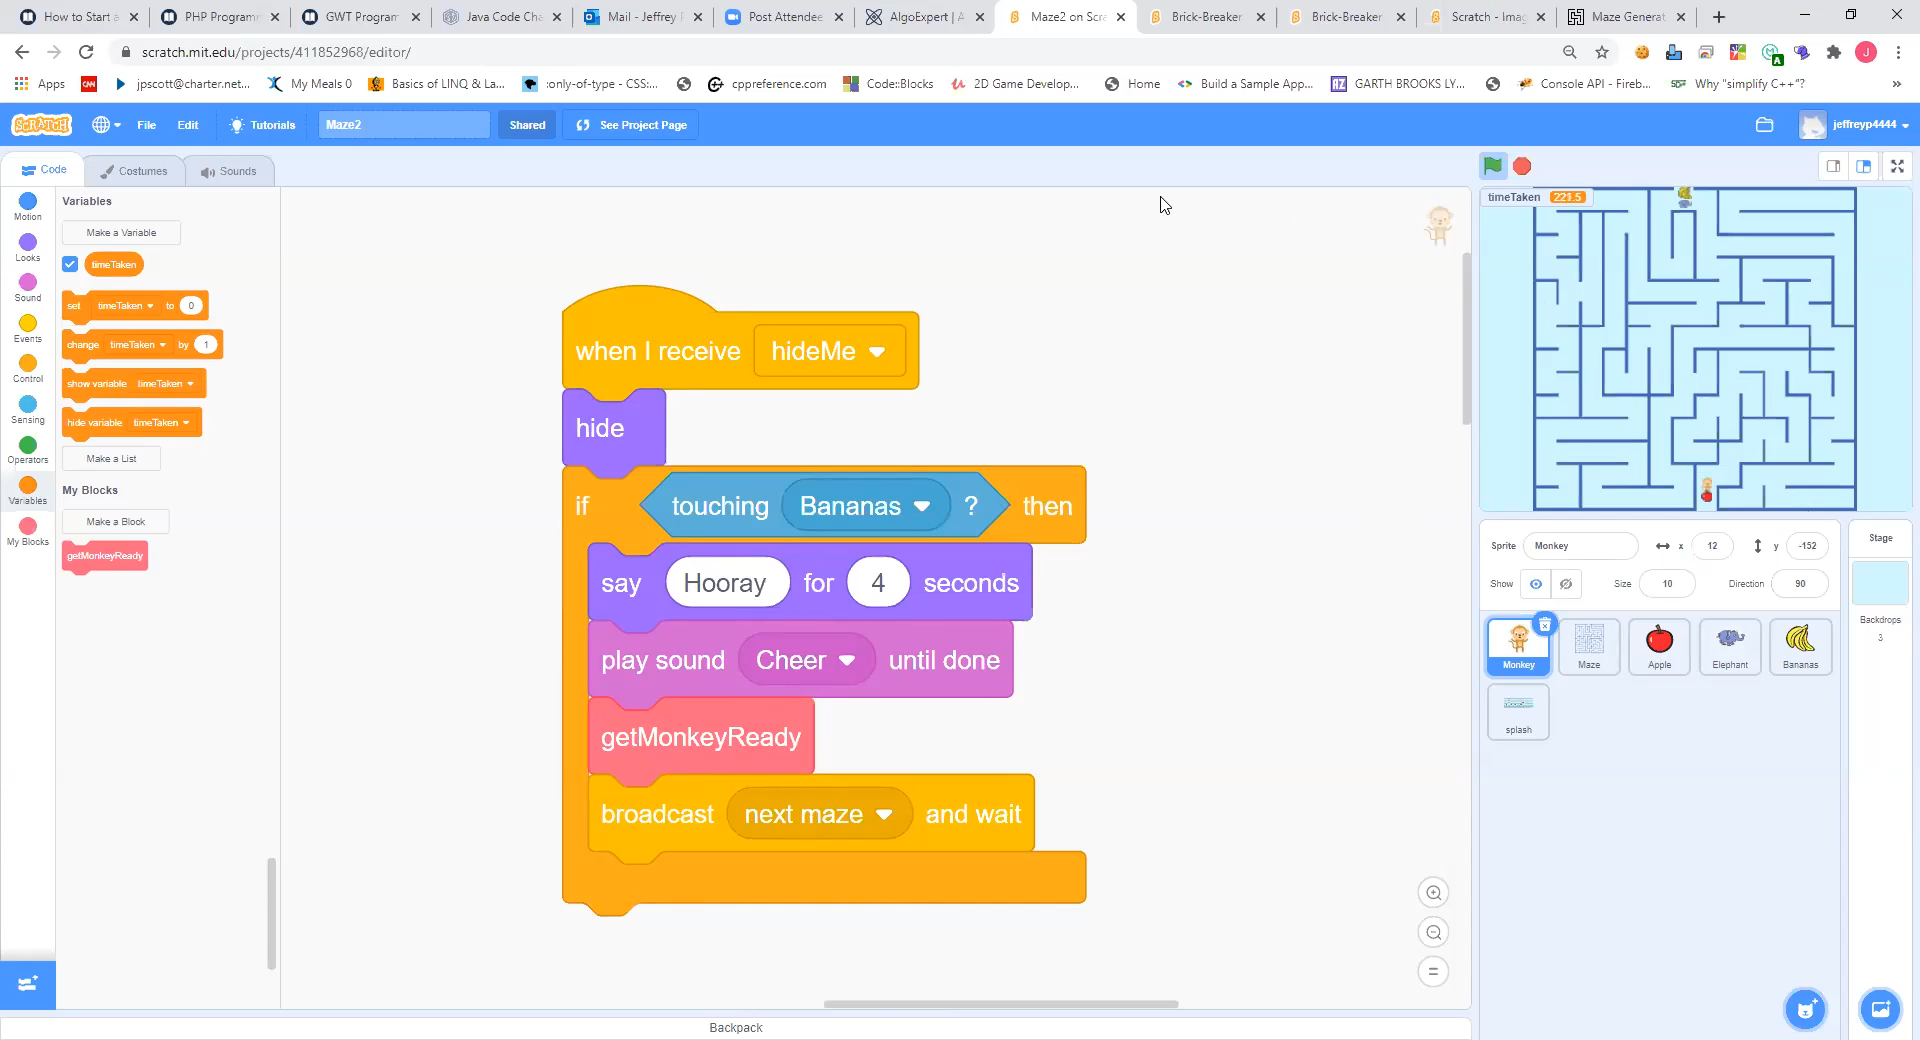 How to Start a
PHP Programm
GWT Program
Java Code Cha
Mail - Jeffrey P
Post Attendee
AlgoExpert | A
Maze2 on Scra
Brick-Breaker
Brick-Breaker
Scratch - Imag
Maze Generat
scratch.mit.edu/projects/411852968/editor/
A
J
Apps
CNN
jpscott@charter.net...
My Meals 0
Basics of LINQ & La...
:only-of-type - CSS:...
cppreference.com
Code::Blocks
2D Game Develop...
Home
Build a Sample App...
AZ
GARTH BROOKS LY...
Console API - Fireb...
Why "simplify C++"?
»
SCRATCH
File
Edit
Tutorials
Maze2
Shared
See Project Page
jeffreyp4444
Code
Costumes
Sounds
Motion
Looks
Sound
Events
Control
Sensing
Operators
Variables
My Blocks
Variables
Make a Variable
timeTaken
set timeTaken to 0
change timeTaken by 1
show variable timeTaken
hide variable timeTaken
Make a List
My Blocks
Make a Block
getMonkeyReady
when I receive hideMe
hide
if touching Bananas ? then
say Hooray for 4 seconds
play sound Cheer until done
getMonkeyReady
broadcast next maze and wait
Backpack
timeTaken 221.5
Sprite Monkey x 12 y -152
Show Size 10 Direction 90
Monkey
Maze
Apple
Elephant
Bananas
splash
Stage
Backdrops
3